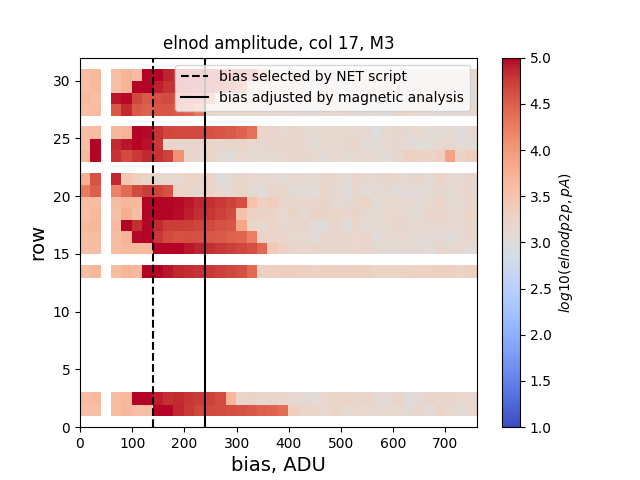 elnod amplitude, col 17, M3
bias selected by NET script
bias adjusted by magnetic analysis
row
30
25
20
15
10
5
0
0 100 200 300 400 500 600 700
bias, ADU
5.0
4.5
4.0
3.5
3.0
2.5
2.0
1.5
1.0
log10(elnodp2p, pA)